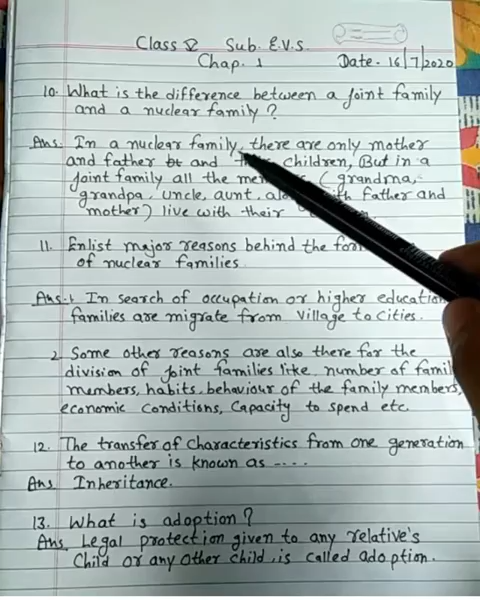 Class V Sub. E.V.S.
Chap. 1 Date- 16/7/2020
10. What is the difference between a joint family
and a nuclear family ?
Ans: In a nuclear family, there are only mother
and father and children, But in a
joint family all the (grandma,
grandpa, uncle, aunt, father and
mother) live with their
11. Enlist major reasons behind the
of nuclear families.
Ans.1 In search of occupation or higher education
families are migrate from village to cities.
2. Some other reasons are also there for the
division of joint families like, number of
members, habits, behaviour of the family members,
economic conditions, Capacity to spend etc.
12. The transfer of characteristics from one generation
to another is known as ....
Ans Inheritance.
13. What is adoption ?
Ans Legal protection given to any relative's
Child or any other child, is called adoption.